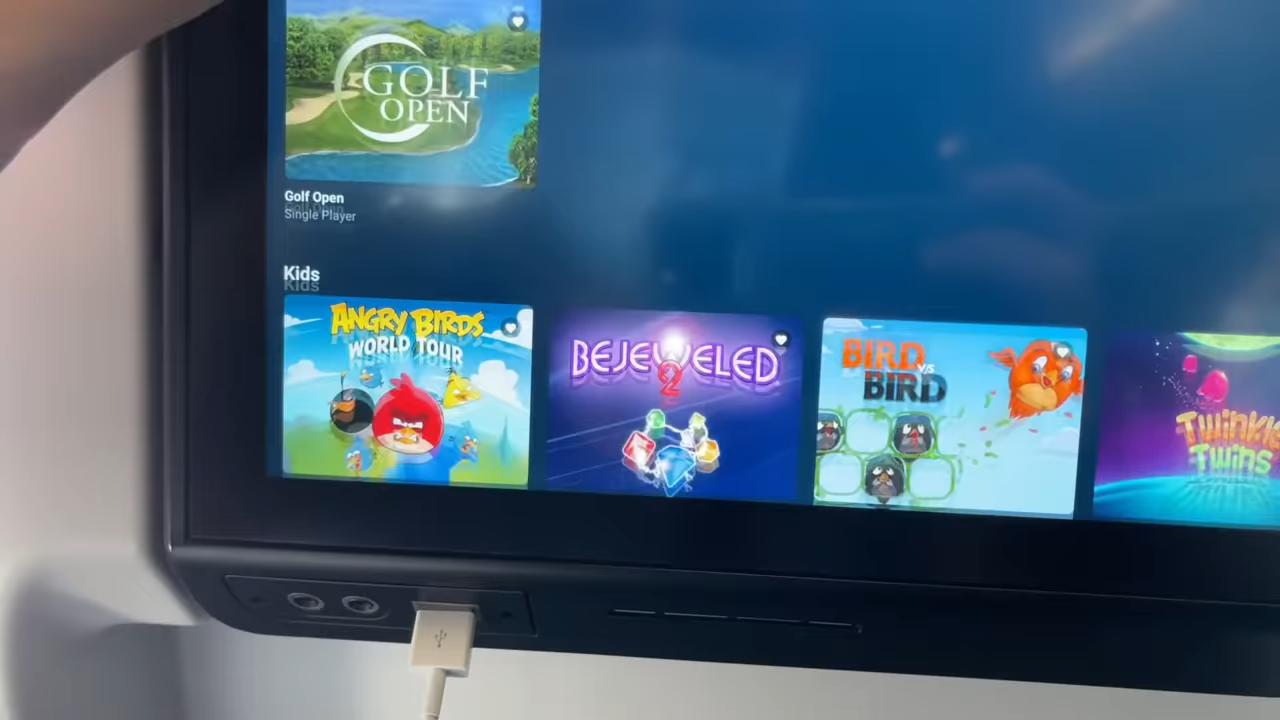 GOLF
OPEN
Golf Open
Single Player
Kids
ANGRY BIRDS
WORLD TOUR
BEJEWELED
2
BIRD
VS
BIRD
Twinkle
Twins